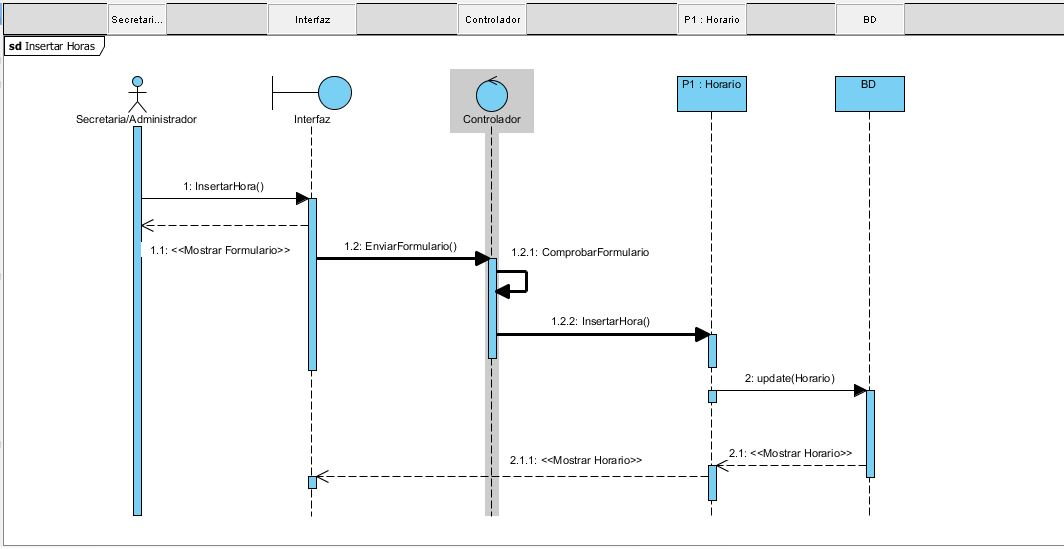 Secretari...
Interfaz
Controlador
P1 : Horario
BD
sd Insertar Horas
P1 : Horario
BD
Secretaria/Administrador
Interfaz
Controlador
1: InsertarHora()
1.1: <<Mostrar Formulario>>
1.2: EnviarFormulario()
1.2.1: ComprobarFormulario
1.2.2: InsertarHora()
2: update(Horario)
2.1: <<Mostrar Horario>>
2.1.1: <<Mostrar Horario>>